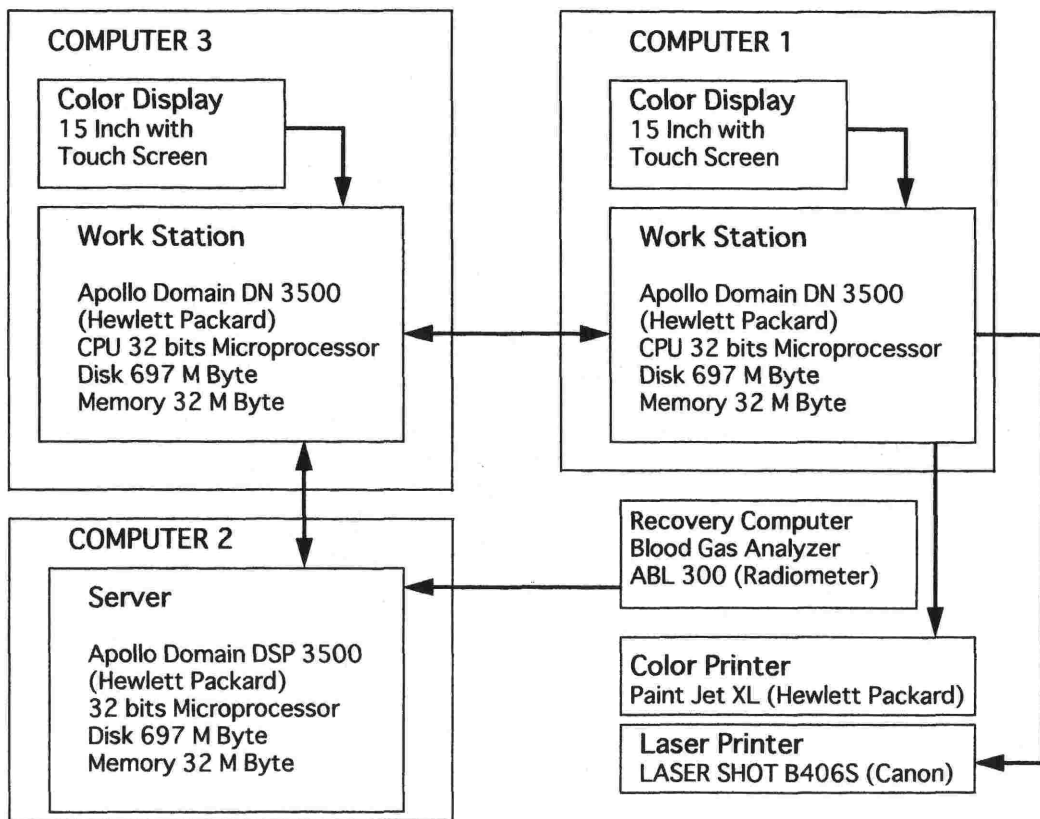 COMPUTER 3
Color Display
15 Inch with
Touch Screen
Work Station
Apollo Domain DN 3500
(Hewlett Packard)
CPU 32 bits Microprocessor
Disk 697 M Byte
Memory 32 M Byte
COMPUTER 1
Color Display
15 Inch with
Touch Screen
Work Station
Apollo Domain DN 3500
(Hewlett Packard)
CPU 32 bits Microprocessor
Disk 697 M Byte
Memory 32 M Byte
COMPUTER 2
Server
Apollo Domain DSP 3500
(Hewlett Packard)
32 bits Microprocessor
Disk 697 M Byte
Memory 32 M Byte
Recovery Computer
Blood Gas Analyzer
ABL 300 (Radiometer)
Color Printer
Paint Jet XL (Hewlett Packard)
Laser Printer
LASER SHOT B406S (Canon)